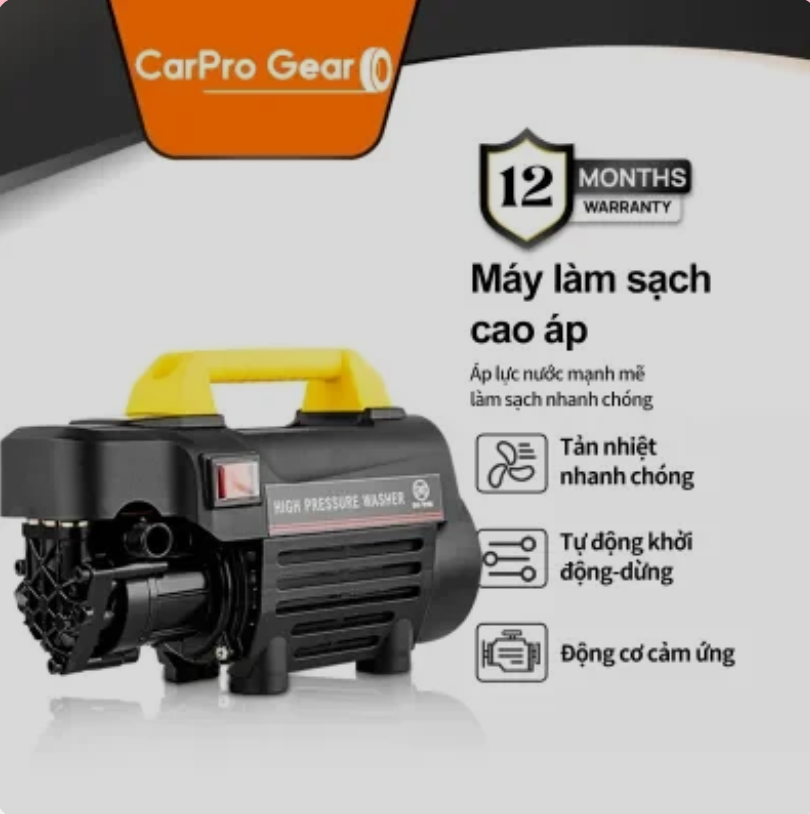 CarPro Gear
12
MONTHS
WARRANTY
Máy làm sạch
cao áp
Áp lực nước mạnh mẽ
làm sạch nhanh chóng
Tản nhiệt
nhanh chóng
HIGH PRESSURE WASHER
Tự động khởi
động-dừng
Động cơ cảm ứng